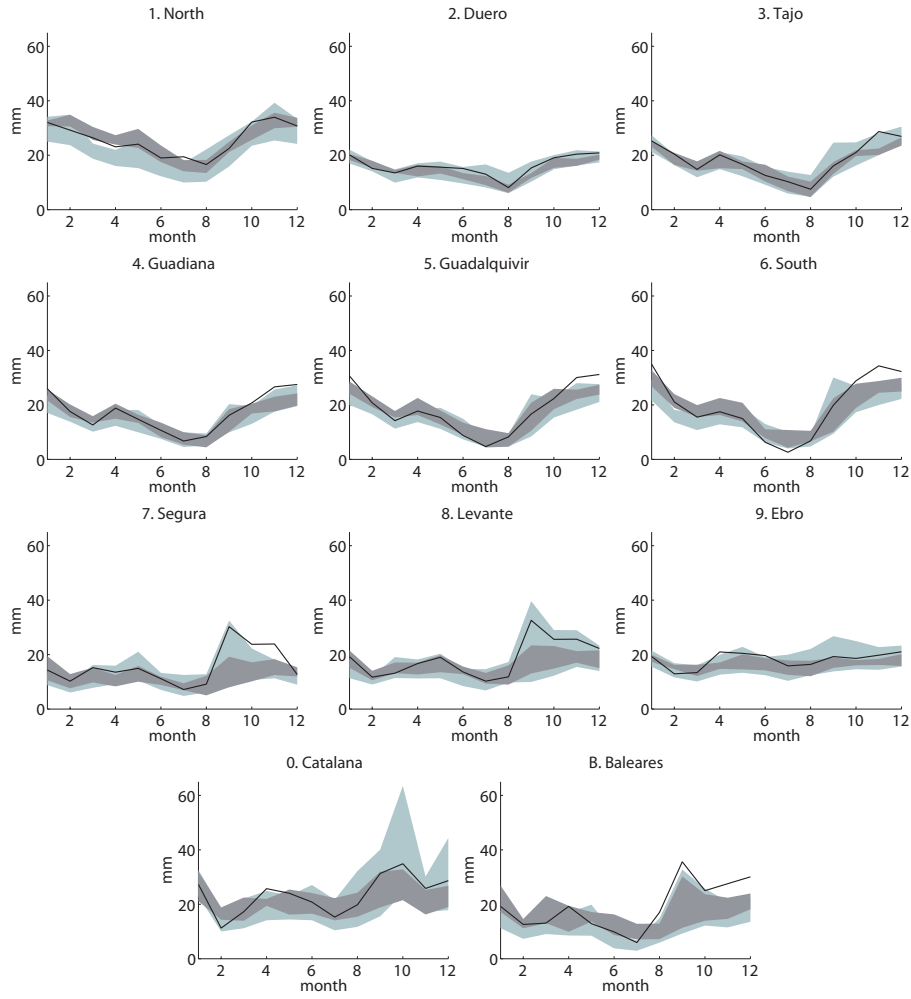 1. North
2. Duero
3. Tajo
60
40
20
0
mm
2 4 6 8 10 12
month
60
40
20
0
mm
2 4 6 8 10 12
month
60
40
20
0
mm
2 4 6 8 10 12
month
4. Guadiana
5. Guadalquivir
6. South
60
40
20
0
mm
2 4 6 8 10 12
month
60
40
20
0
mm
2 4 6 8 10 12
month
60
40
20
0
mm
2 4 6 8 10 12
month
7. Segura
8. Levante
9. Ebro
60
40
20
0
mm
2 4 6 8 10 12
month
60
40
20
0
mm
2 4 6 8 10 12
month
60
40
20
0
mm
2 4 6 8 10 12
month
0. Catalana
B. Baleares
60
40
20
0
mm
2 4 6 8 10 12
month
60
40
20
0
mm
2 4 6 8 10 12
month